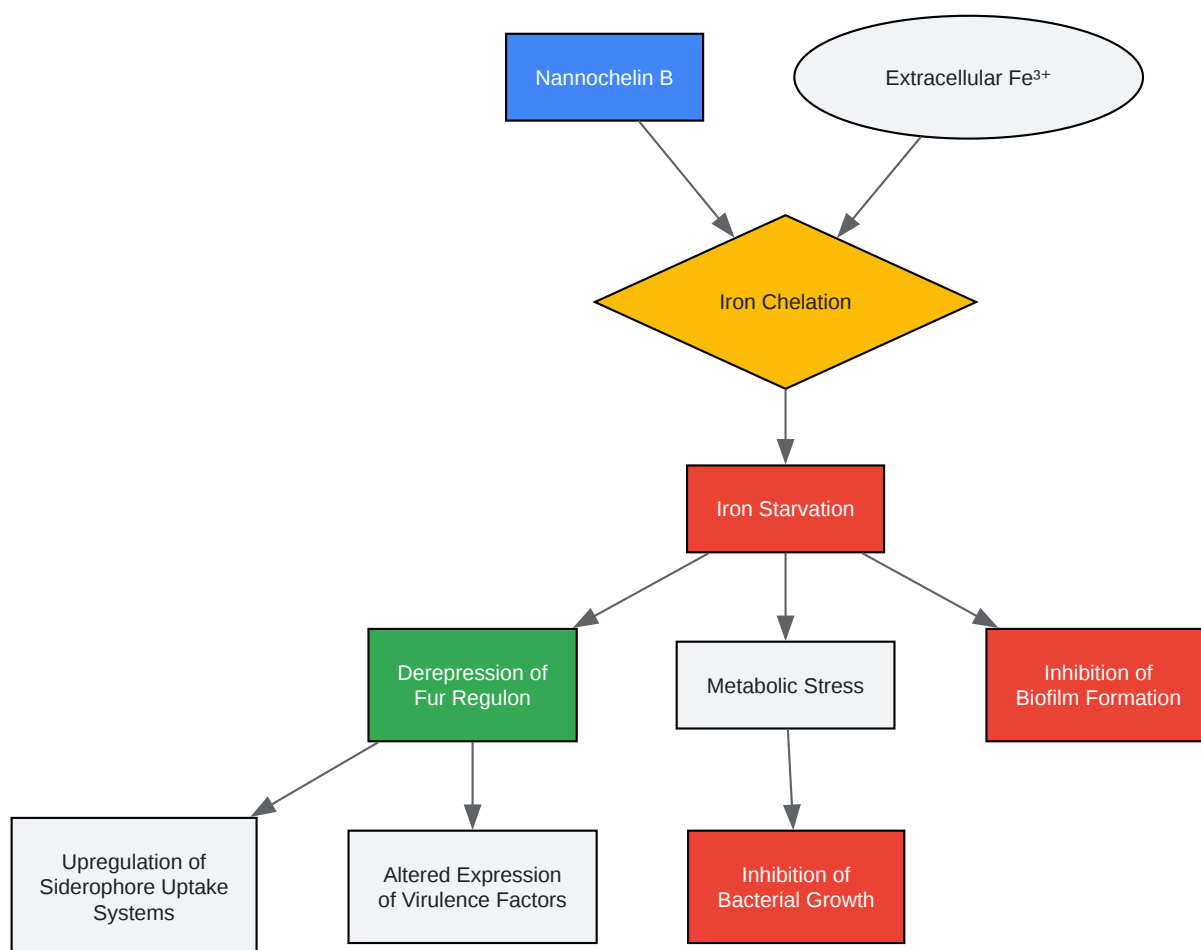 Nannochelin B
Extracellular Fe³⁺
Iron Chelation
Iron Starvation
Derepression of
Fur Regulon
Metabolic Stress
Inhibition of
Biofilm Formation
Upregulation of
Siderophore Uptake
Systems
Altered Expression
of Virulence Factors
Inhibition of
Bacterial Growth